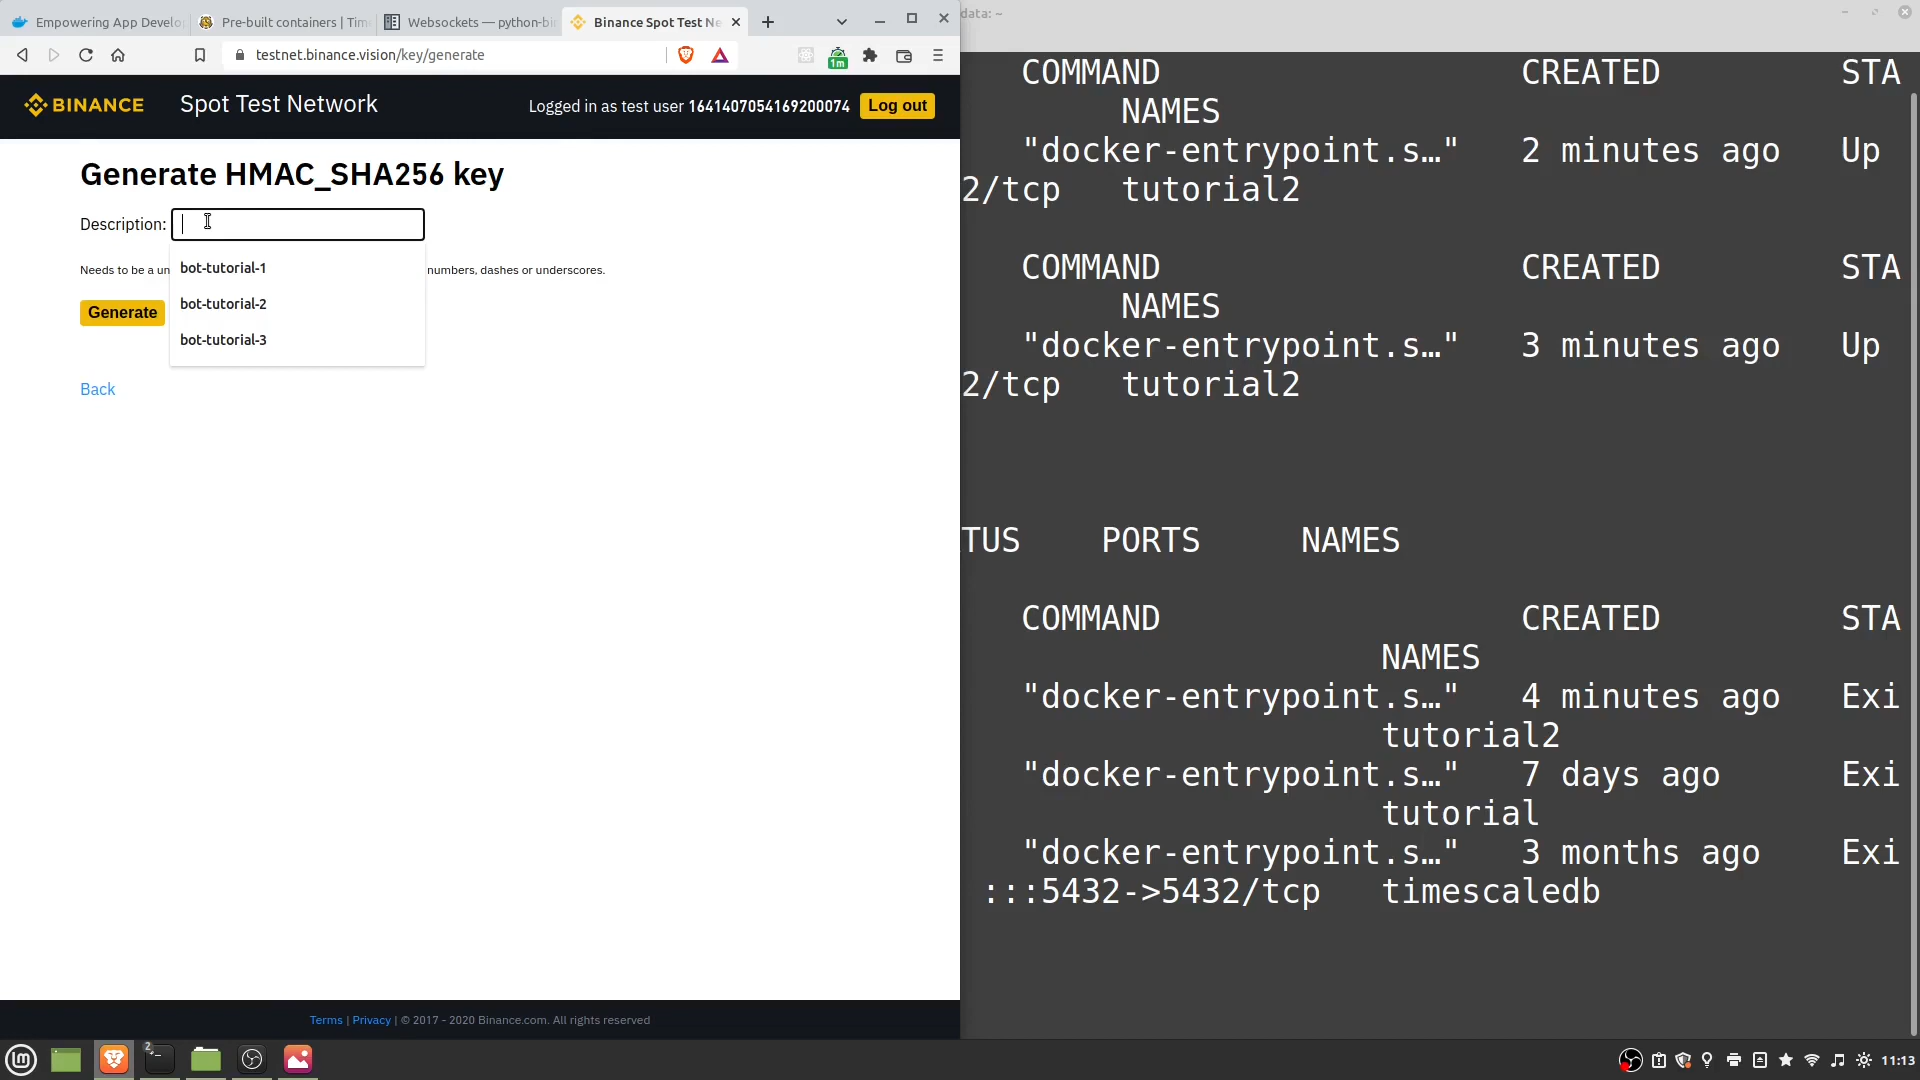 Empowering App Develo
Pre-built containers | Tim
Websockets — python-bi
Binance Spot Test Ne
data: ~
testnet.binance.vision/key/generate
1m
BINANCE
Spot Test Network
Logged in as test user 1641407054169200074
Log out
Generate HMAC_SHA256 key
Description:
bot-tutorial-1
bot-tutorial-2
bot-tutorial-3
Needs to be a un
numbers, dashes or underscores.
Generate
Back
Terms | Privacy | © 2017 - 2020 Binance.com. All rights reserved
COMMAND CREATED STA
NAMES
"docker-entrypoint.s…" 2 minutes ago Up
2/tcp tutorial2
COMMAND CREATED STA
NAMES
"docker-entrypoint.s…" 3 minutes ago Up
2/tcp tutorial2
TUS PORTS NAMES
COMMAND CREATED STA
NAMES
"docker-entrypoint.s…" 4 minutes ago Exi
tutorial2
"docker-entrypoint.s…" 7 days ago Exi
tutorial
"docker-entrypoint.s…" 3 months ago Exi
:::5432->5432/tcp timescaledb
2
11:13